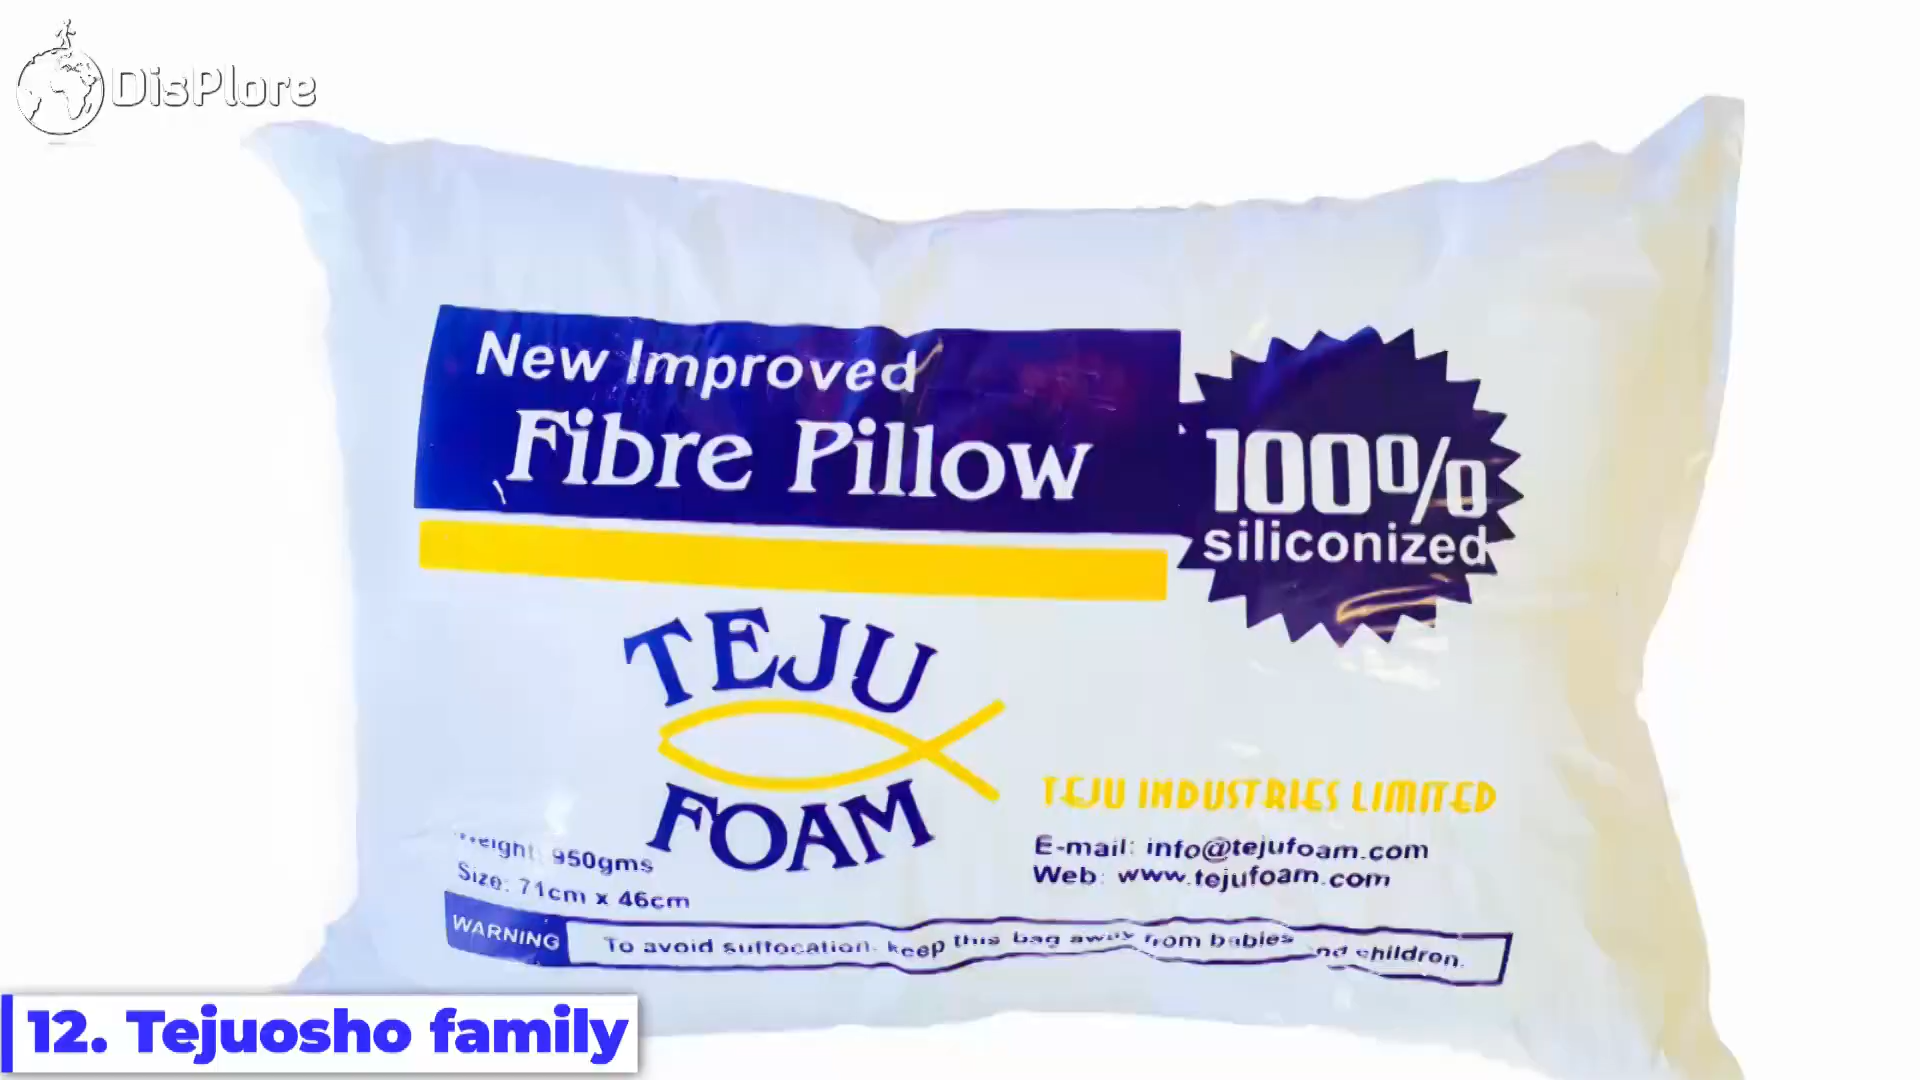 DisPlore
New Improved
Fibre Pillow
100%
siliconized
TEJU
FOAM
TEJU INDUSTRIES LIMITED
E-mail: info@tejufoam.com
Web: www.tejufoam.com
950gms
Size: 71cm x 46cm
WARNING
To avoid suffocation, keep this bag away from babies and children.
12. Tejuosho family